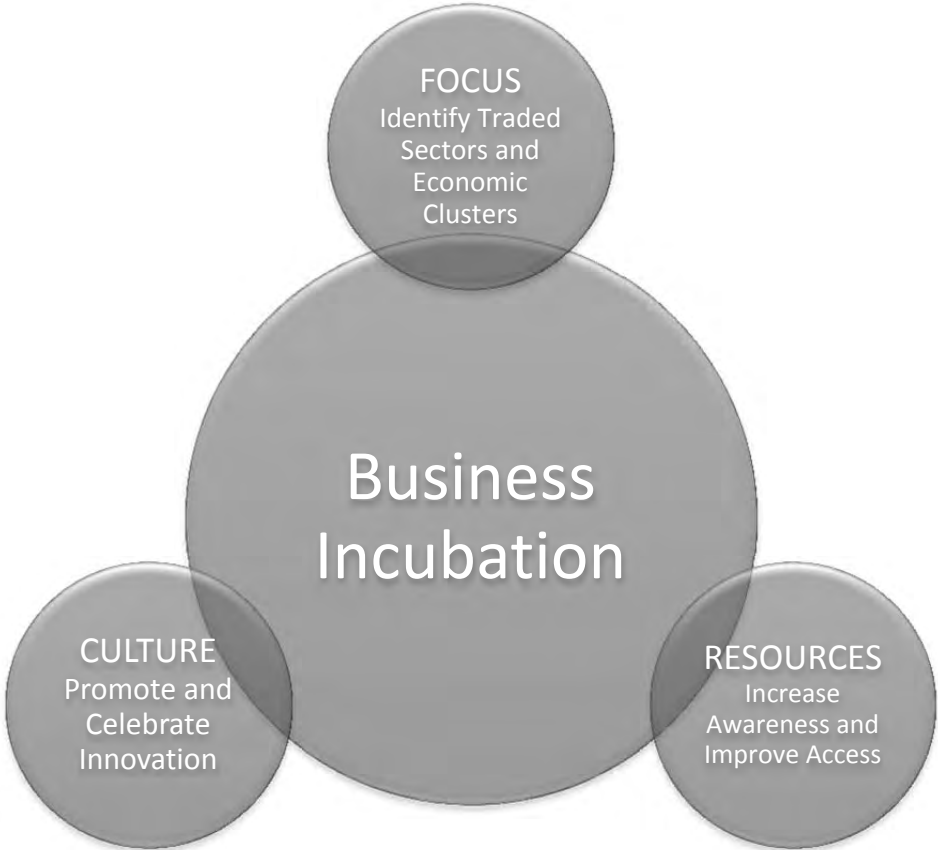 FOCUS
Identify Traded
Sectors and
Economic
Clusters
Business
Incubation
CULTURE
Promote and
Celebrate
Innovation
RESOURCES
Increase
Awareness and
Improve Access